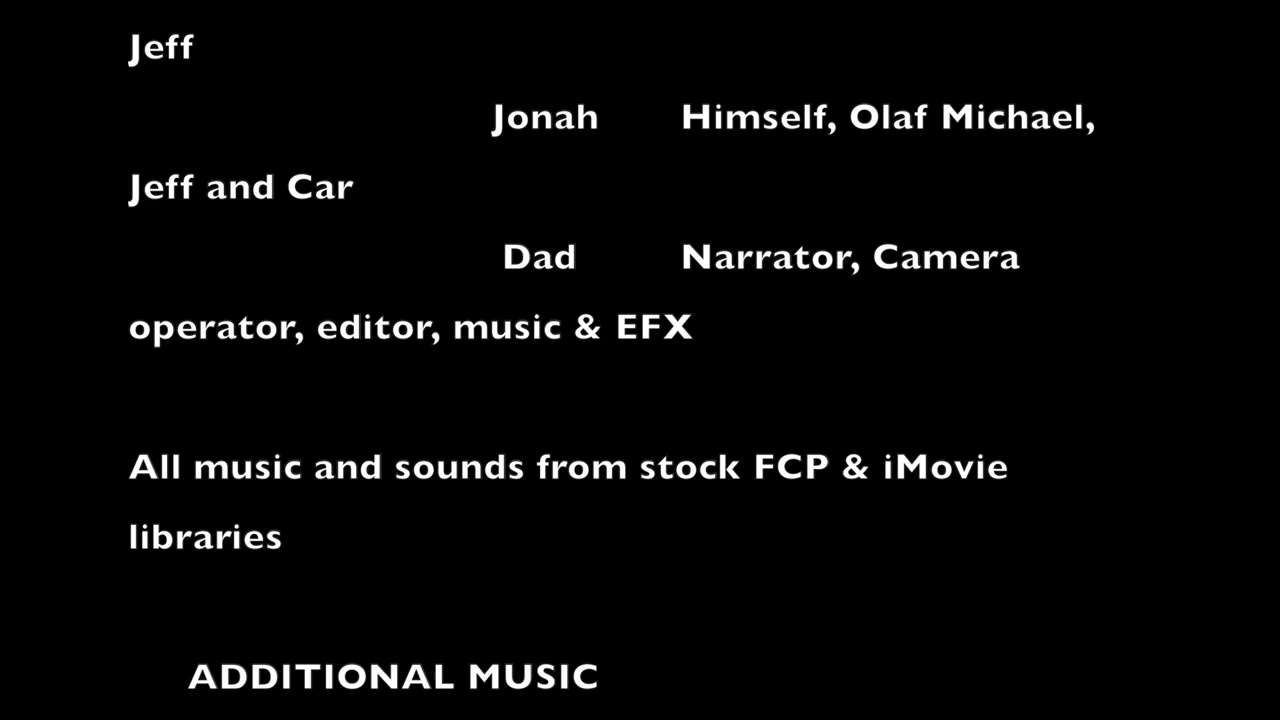 Jeff
Jonah Himself, Olaf Michael,
Jeff and Car
Dad Narrator, Camera
operator, editor, music & EFX
All music and sounds from stock FCP & iMovie
libraries
ADDITIONAL MUSIC